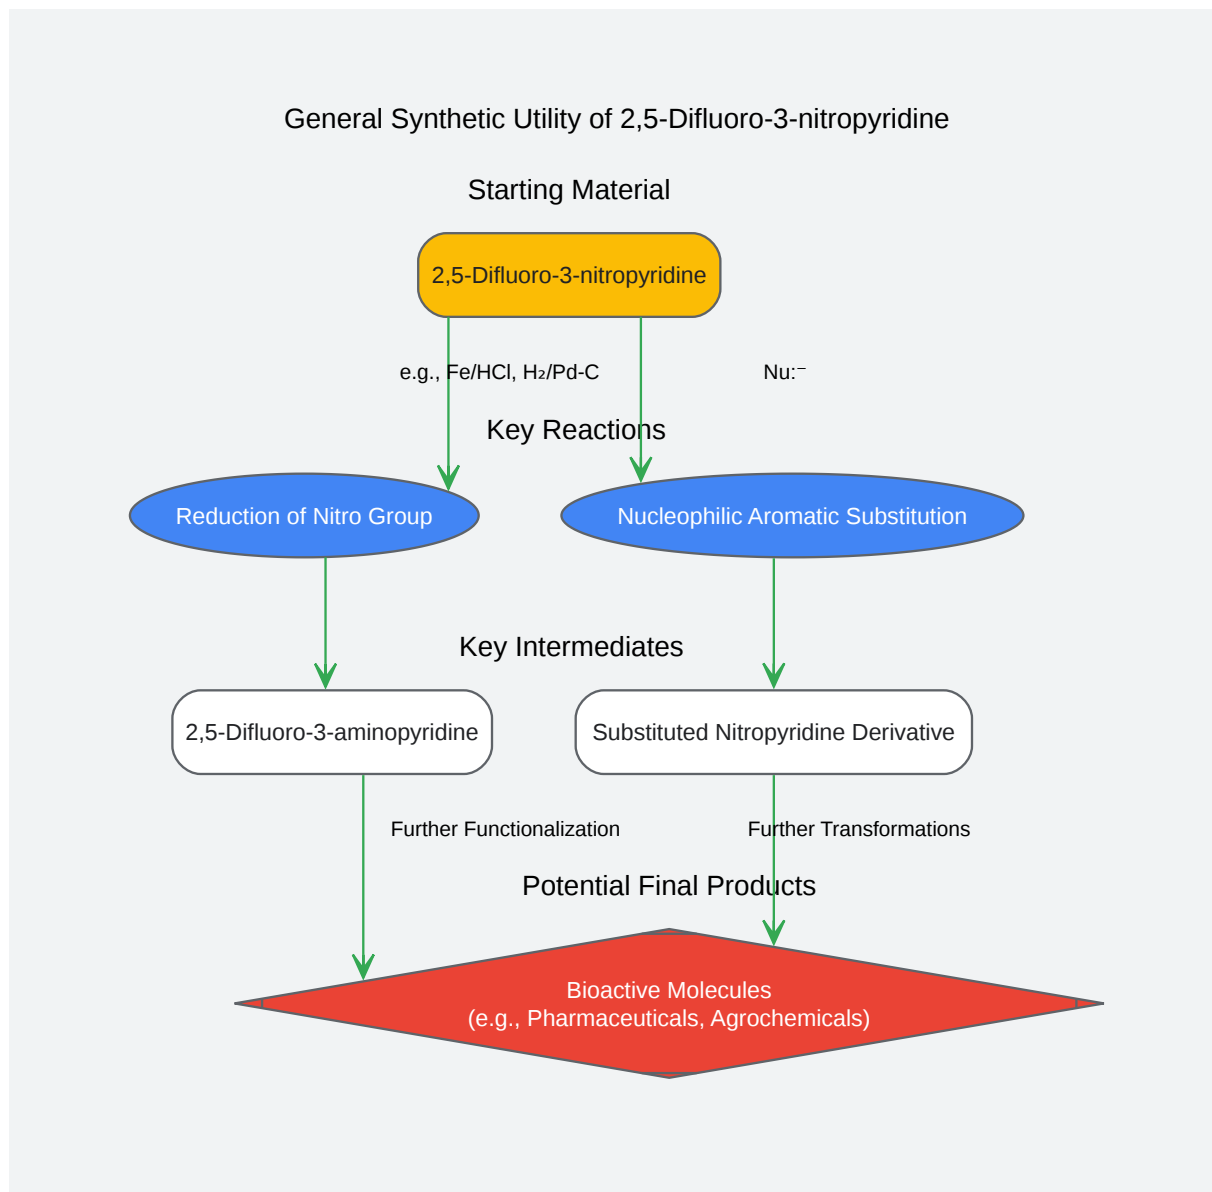 General Synthetic Utility of 2,5-Difluoro-3-nitropyridine
Starting Material
2,5-Difluoro-3-nitropyridine
e.g., Fe/HCl, H₂/Pd-C
Nu:⁻
Key Reactions
Reduction of Nitro Group
Nucleophilic Aromatic Substitution
Key Intermediates
2,5-Difluoro-3-aminopyridine
Substituted Nitropyridine Derivative
Further Functionalization
Further Transformations
Potential Final Products
Bioactive Molecules
(e.g., Pharmaceuticals, Agrochemicals)